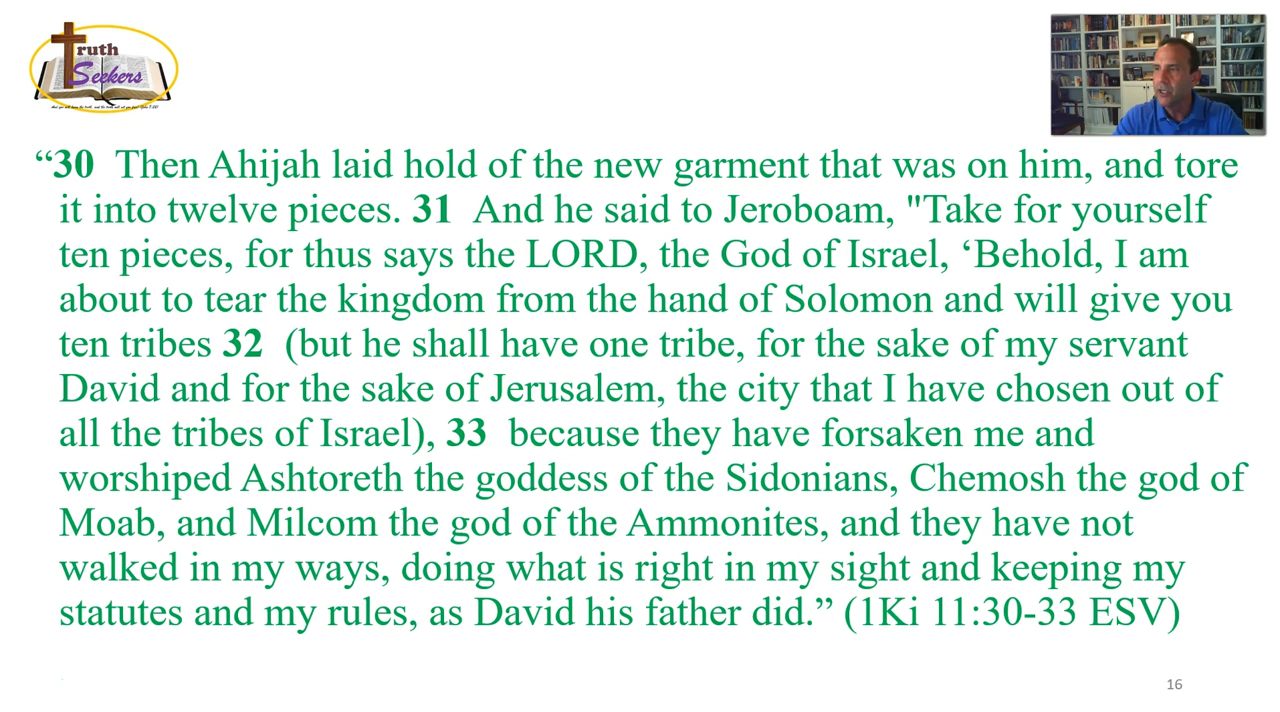 Truth
Seekers
“30 Then Ahijah laid hold of the new garment that was on him, and tore
it into twelve pieces. 31 And he said to Jeroboam, "Take for yourself
ten pieces, for thus says the LORD, the God of Israel, ‘Behold, I am
about to tear the kingdom from the hand of Solomon and will give you
ten tribes 32 (but he shall have one tribe, for the sake of my servant
David and for the sake of Jerusalem, the city that I have chosen out of
all the tribes of Israel), 33 because they have forsaken me and
worshiped Ashtoreth the goddess of the Sidonians, Chemosh the god of
Moab, and Milcom the god of the Ammonites, and they have not
walked in my ways, doing what is right in my sight and keeping my
statutes and my rules, as David his father did.” (1Ki 11:30-33 ESV)
16